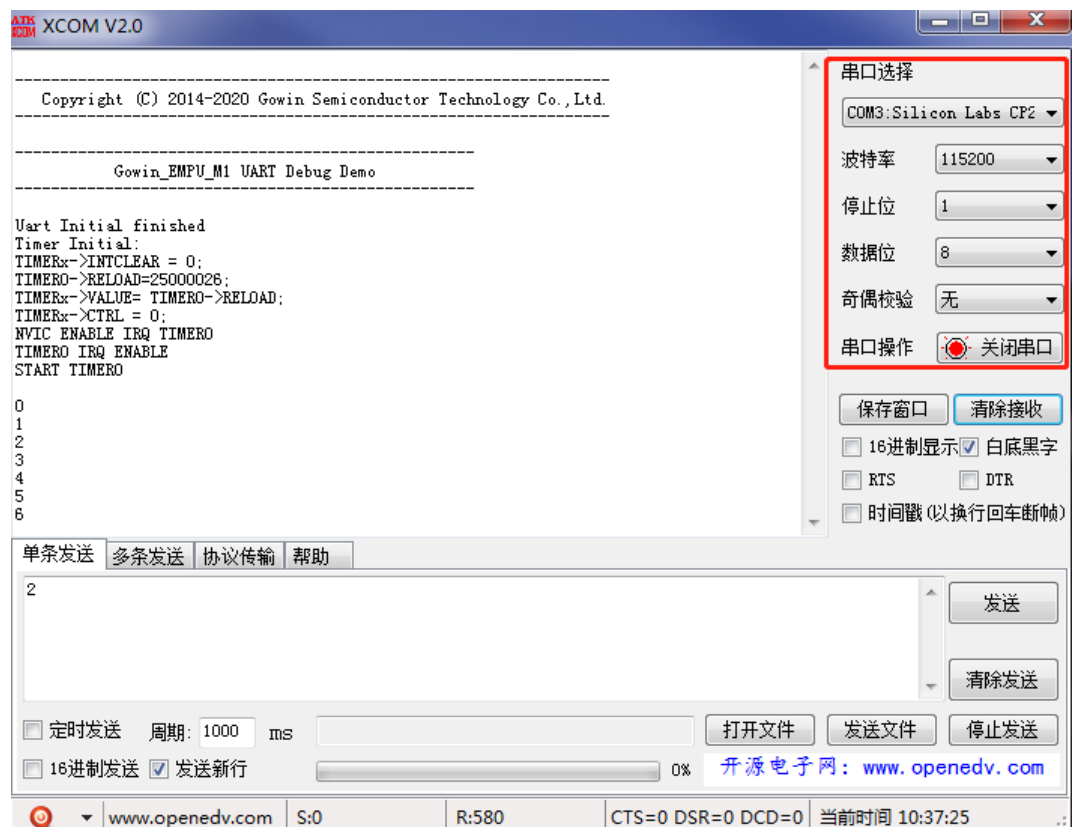 ATK XCOM XCOM V2.0
Copyright (C) 2014-2020 Gowin Semiconductor Technology Co.,Ltd.
Gowin_EMPU_M1 UART Debug Demo
Uart Initial finished
Timer Initial:
TIMERx->INTCLEAR = 0;
TIMER0->RELOAD=25000026;
TIMERx->VALUE= TIMER0->RELOAD;
TIMERx->CTRL = 0;
NVIC ENABLE IRQ TIMER0
TIMER0 IRQ ENABLE
START TIMER0
0
1
2
3
4
5
6
串口选择
COM3:Silicon Labs CP2
波特率 115200
停止位 1
数据位 8
奇偶校验 无
串口操作 关闭串口
保存窗口 清除接收
16进制显示 白底黑字
RTS DTR
时间戳(以换行回车断帧)
单条发送 多条发送 协议传输 帮助
2
发送
清除发送
定时发送 周期: 1000 ms 打开文件 发送文件 停止发送
16进制发送 发送新行 0% 开源电子网: www.openedv.com
www.openedv.com S:0 R:580 CTS=0 DSR=0 DCD=0 当前时间 10:37:25